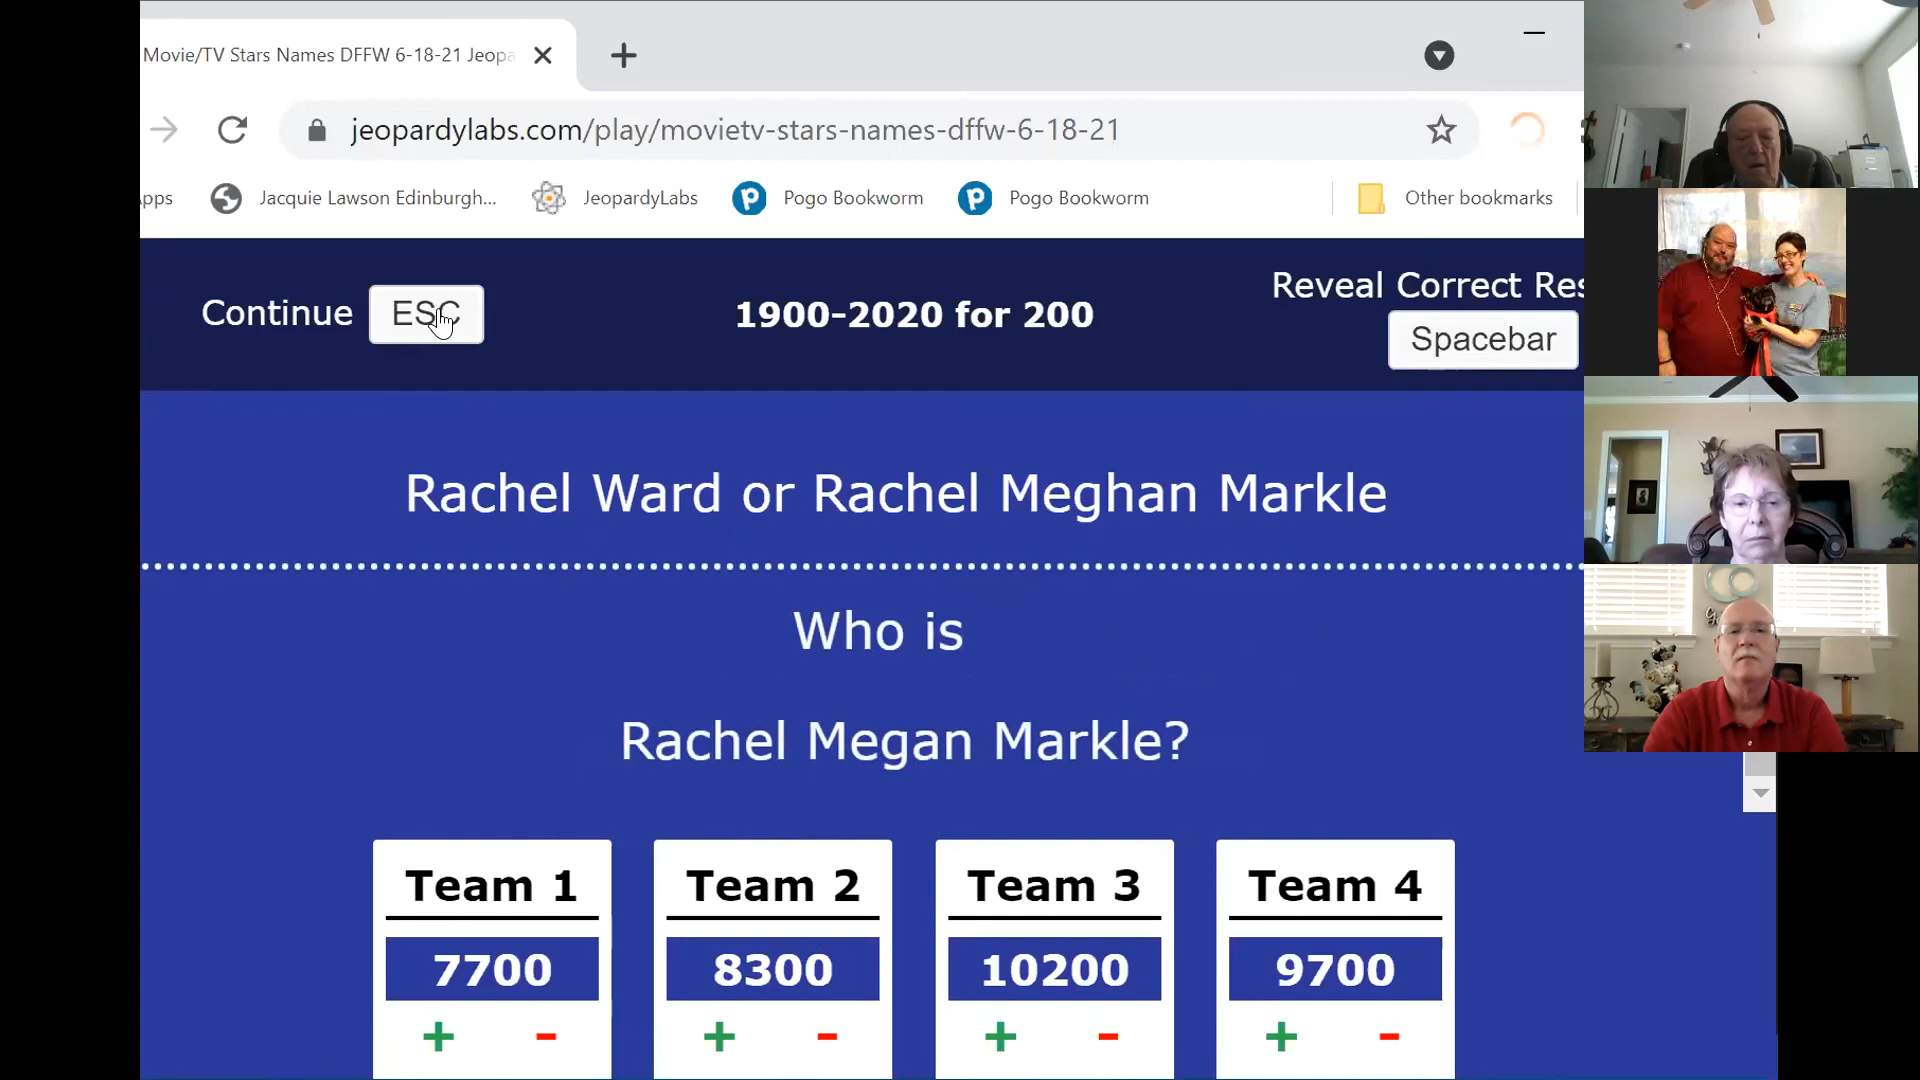 Movie/TV Stars Names DFFW 6-18-21 Jeopa
jeopardylabs.com/play/movietv-stars-names-dffw-6-18-21
pps Jacquie Lawson Edinburgh... JeopardyLabs Pogo Bookworm Pogo Bookworm Other bookmarks
Continue ESC 1900-2020 for 200 Reveal Correct Res
Spacebar
Rachel Ward or Rachel Meghan Markle
Who is
Rachel Megan Markle?
Team 1 Team 2 Team 3 Team 4
7700 8300 10200 9700
+ - + - + - + -